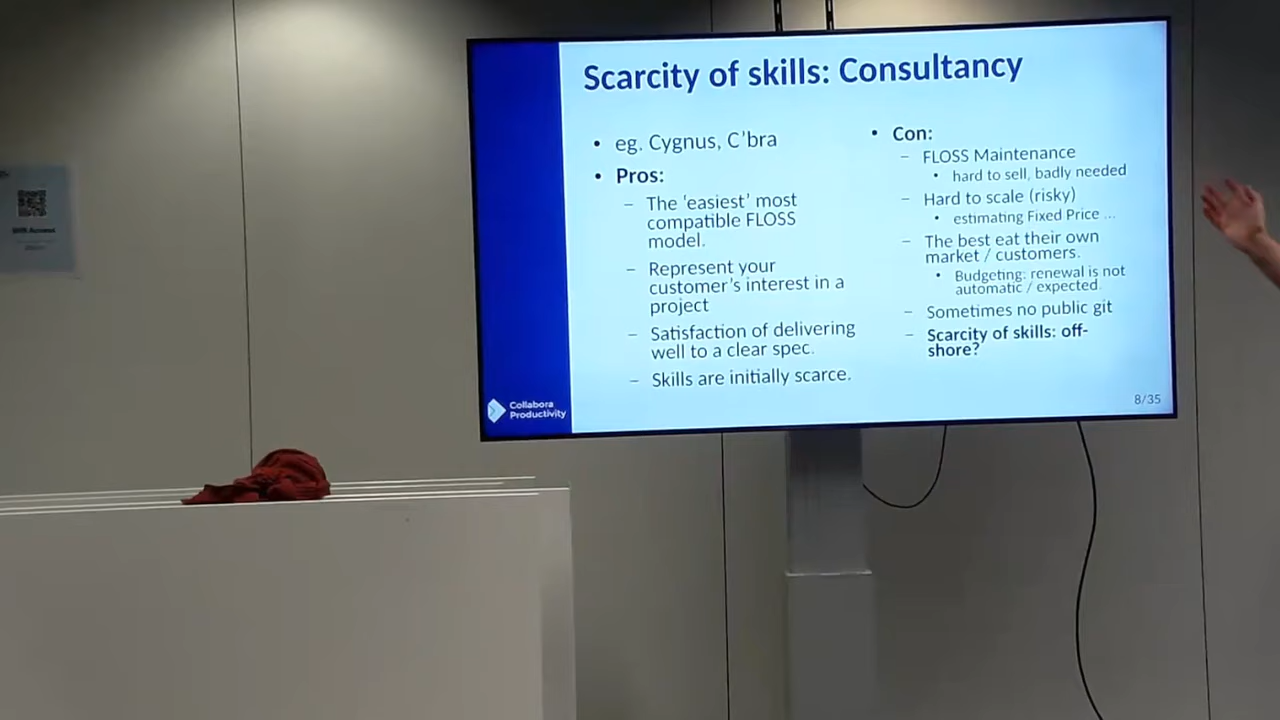 Scarcity of skills: Consultancy
• eg. Cygnus, C'bra
• Pros:
– The 'easiest' most
compatible FLOSS
model.
– Represent your
customer's interest in a
project
– Satisfaction of delivering
well to a clear spec.
– Skills are initially scarce.
• Con:
– FLOSS Maintenance
• hard to sell, badly needed
– Hard to scale (risky)
• estimating Fixed Price ...
– The best eat their own
market / customers.
• Budgeting: renewal is not
automatic / expected.
– Sometimes no public git
– Scarcity of skills: off-
shore?
Collabora
Productivity
8/35